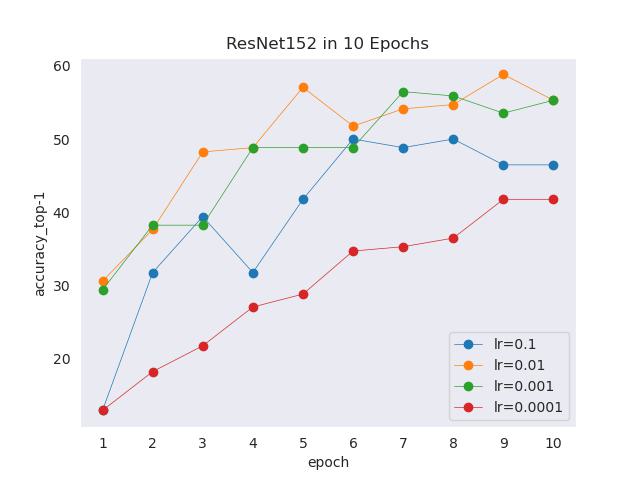 ResNet152 in 10 Epochs
accuracy_top-1
60
50
40
30
20
1 2 3 4 5 6 7 8 9 10
epoch
lr=0.1
lr=0.01
lr=0.001
lr=0.0001